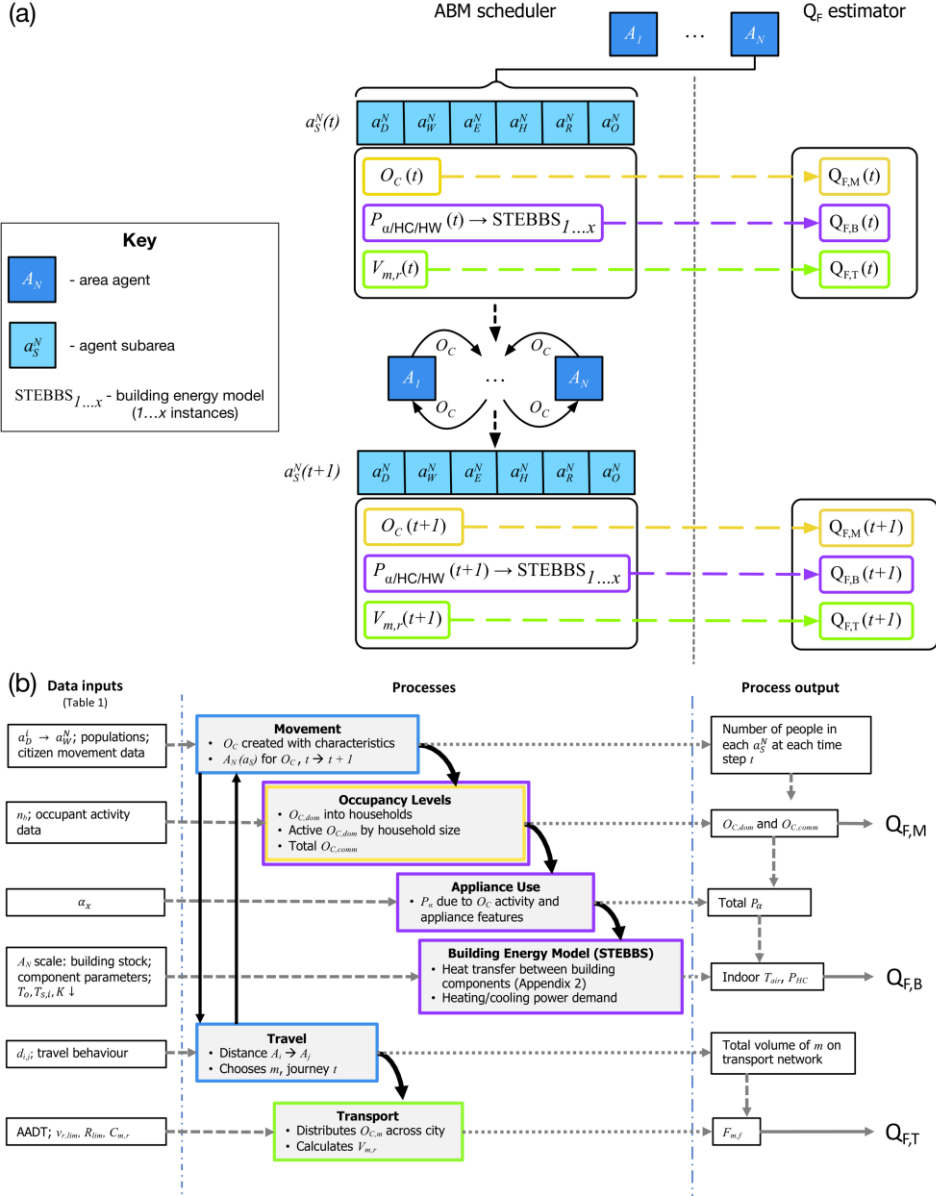 (a)
ABM scheduler
Q_F estimator
A_1 ... A_N
a_S^N(t)
a_D^N a_W^N a_E^N a_H^N a_R^N a_O^N
O_C (t)
Q_F,M (t)
P_α/HC/HW (t) → STEBBS_1...x
Q_F,B (t)
V_m,r(t)
Q_F,T (t)
Key
A_N - area agent
a_S^N - agent subarea
STEBBS_1...x - building energy model
(1...x instances)
O_C O_C
A_1 ... A_N
O_C O_C
a_S^N(t+1)
a_D^N a_W^N a_E^N a_H^N a_R^N a_O^N
O_C (t+1)
Q_F,M (t+1)
P_α/HC/HW (t+1) → STEBBS_1...x
Q_F,B (t+1)
V_m,r(t+1)
Q_F,T (t+1)
(b)
Data inputs
(Table 1)
Processes
Process output
a_D^i → a_W^N; populations;
citizen movement data
Movement
• O_C created with characteristics
• A_N(a_S) for O_C, t → t + 1
Number of people in
each a_S^N at each time
step t
n_b; occupant activity
data
Occupancy Levels
• O_C,dom into households
• Active O_C,dom by household size
• Total O_C,comm
O_C,dom and O_C,comm
Q_F,M
α_x
Appliance Use
• P_α due to O_C activity and
appliance features
Total P_α
A_N scale: building stock;
component parameters;
T_o, T_s,i, K ↓
Building Energy Model (STEBBS)
• Heat transfer between building
components (Appendix 2)
• Heating/cooling power demand
Indoor T_air, P_HC
Q_F,B
d_i,j; travel behaviour
Travel
• Distance A_i → A_j
• Chooses m, journey t
Total volume of m on
transport network
AADT; v_r,lim, R_lim, C_m,r
Transport
• Distributes O_C,m across city
• Calculates V_m,r
F_m,f
Q_F,T